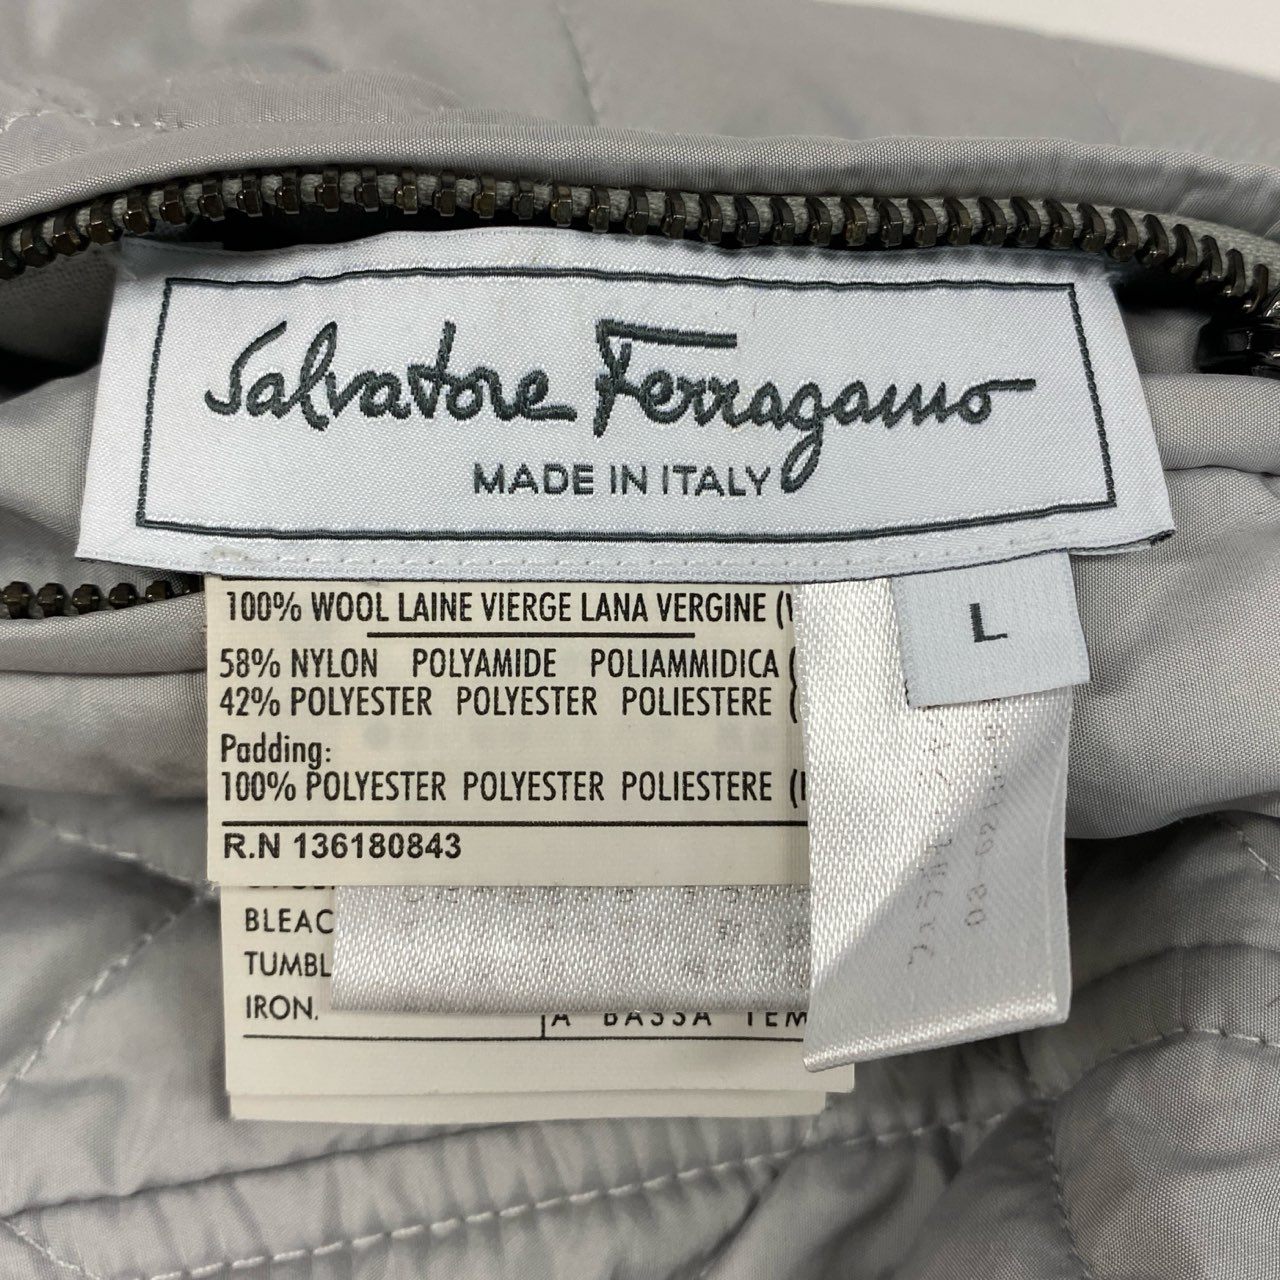 Salvatore Ferragamo
MADE IN ITALY
L
100% WOOL LAINE VIERGE LANA VERGINE (
58% NYLON POLYAMIDE POLIAMMIDICA (
42% POLYESTER POLYESTER POLIESTERE (
Padding:
100% POLYESTER POLYESTER POLIESTERE (
R.N 136180843
BLEAC
TUMBL
IRON.
A BASSA TEM